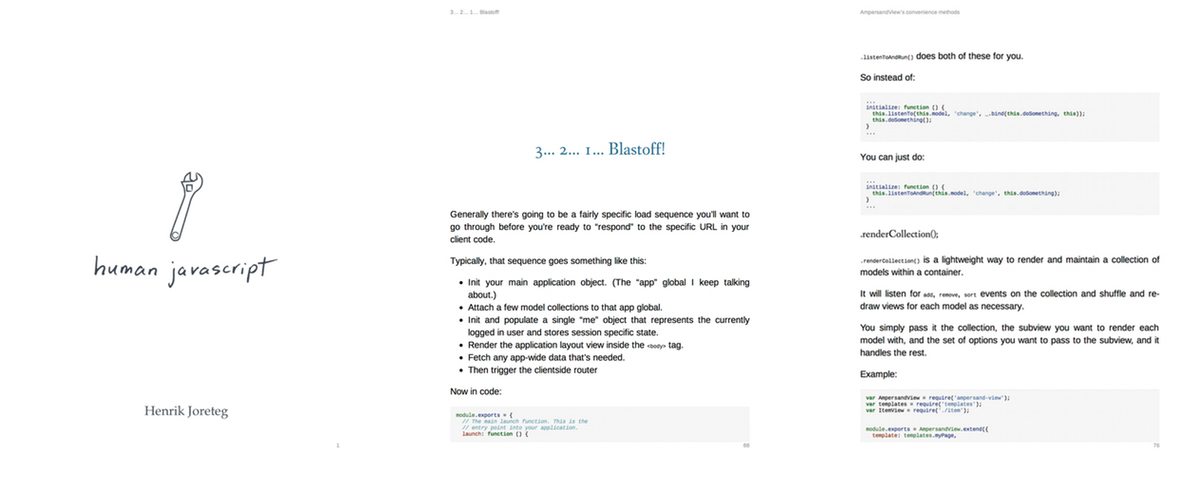 human javascript
Henrik Joreteg
1
3... 2... 1... Blastoff!
3... 2... 1... Blastoff!
Generally there's going to be a fairly specific load sequence you'll want to
go through before you're ready to “respond” to the specific URL in your
client code.
Typically, that sequence goes something like this:
• Init your main application object. (The “app” global I keep talking
about.)
• Attach a few model collections to that app global.
• Init and populate a single “me” object that represents the currently
logged in user and stores session specific state.
• Render the application layout view inside the <body> tag.
• Fetch any app-wide data that's needed.
• Then trigger the clientside router
Now in code:
module.exports = {
// The main launch function. This is the
// entry point into your application.
launch: function () {
88
AmpersandView's convenience methods
.listenToAndRun() does both of these for you.
So instead of:
...
initialize: function () {
this.listenTo(this.model, 'change', _.bind(this.doSomething, this));
this.doSomething();
}
...
You can just do:
...
initialize: function () {
this.listenToAndRun(this.model, 'change', this.doSomething);
}
...
.renderCollection();
.renderCollection() is a lightweight way to render and maintain a collection of
models within a container.
It will listen for add, remove, sort events on the collection and shuffle and re-
draw views for each model as necessary.
You simply pass it the collection, the subview you want to render each
model with, and the set of options you want to pass to the subview, and it
handles the rest.
Example:
var AmpersandView = require('ampersand-view');
var templates = require('templates');
var ItemView = require('./item');
module.exports = AmpersandView.extend({
template: templates.myPage,
76